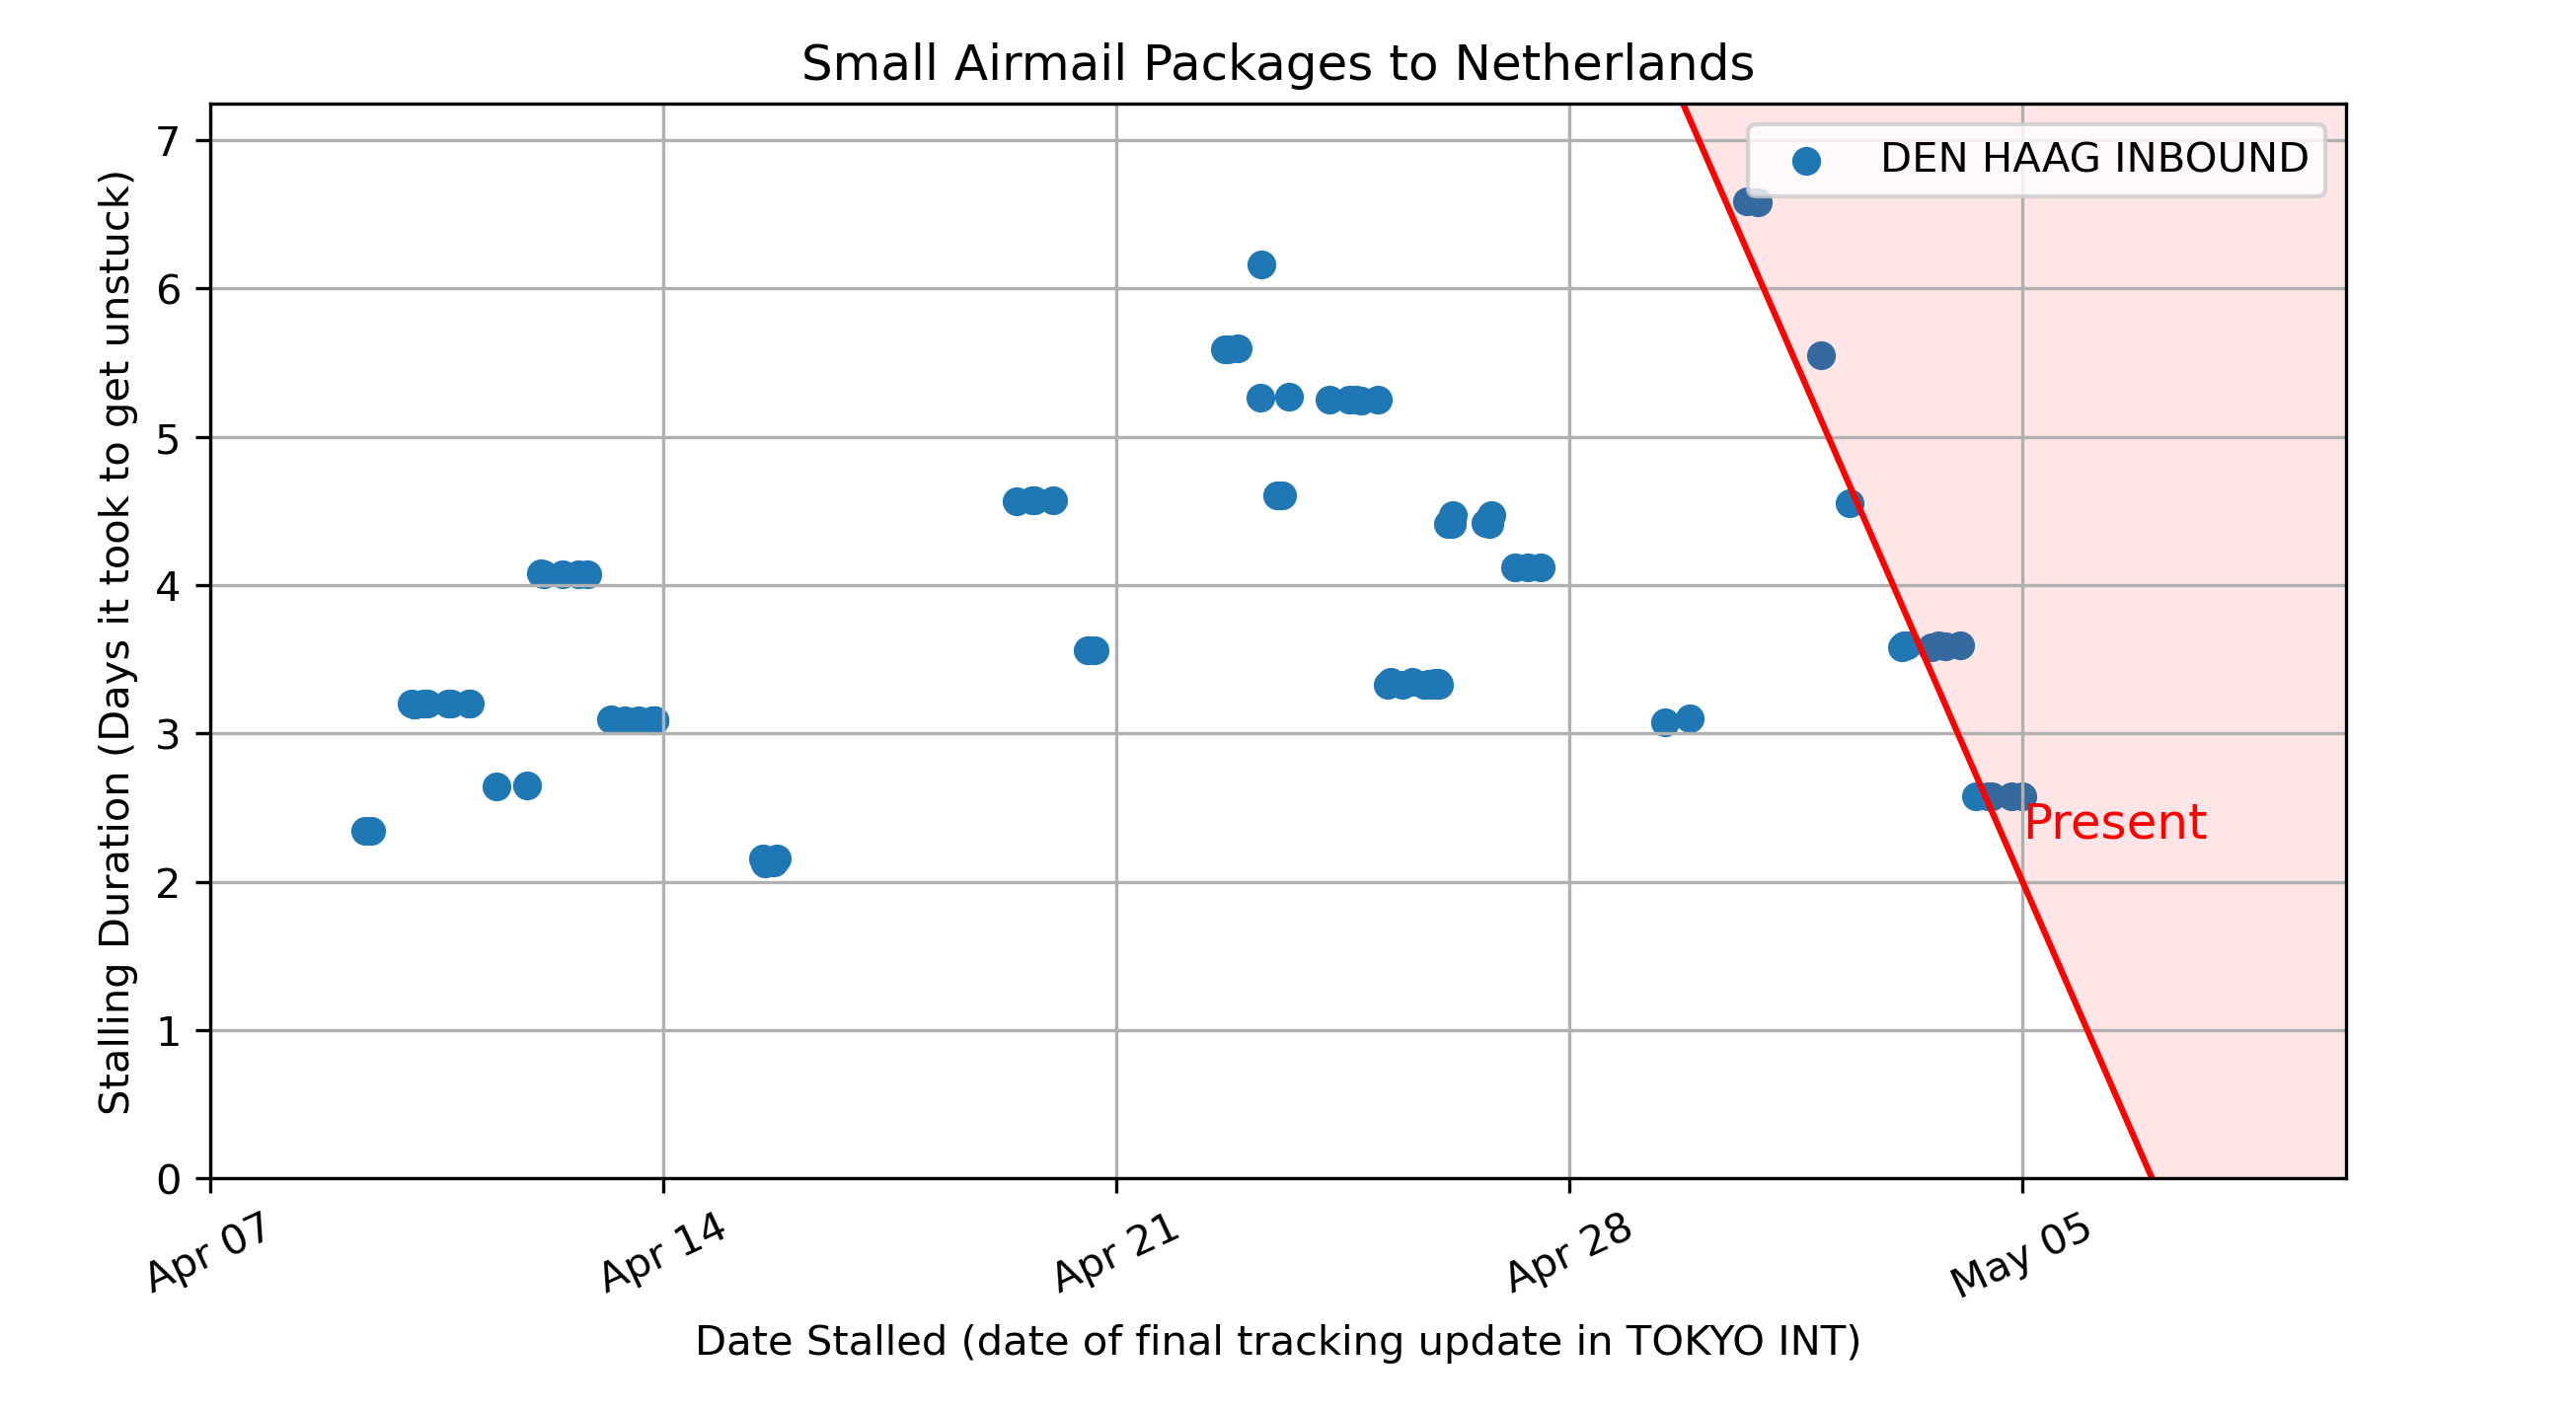 Small Airmail Packages to Netherlands
DEN HAAG INBOUND
Stalling Duration (Days it took to get unstuck)
7
6
5
4
3
2
1
0
Present
Apr 07
Apr 14
Apr 21
Apr 28
May 05
Date Stalled (date of final tracking update in TOKYO INT)